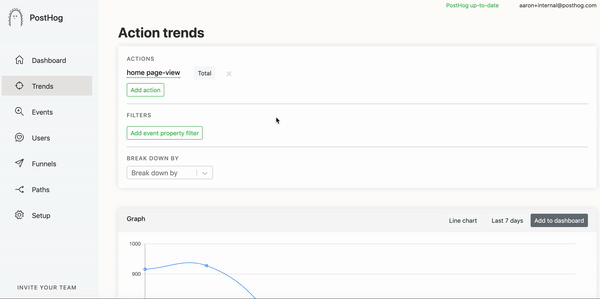 PostHog up-to-date
aaron+internal@posthog.com
PostHog
Dashboard
Trends
Events
Users
Funnels
Paths
Setup
INVITE YOUR TEAM
Action trends
ACTIONS
home page-view Total
Add action
FILTERS
Add event property filter
BREAK DOWN BY
Break down by
Graph
Line chart
Last 7 days
Add to dashboard
1000
900